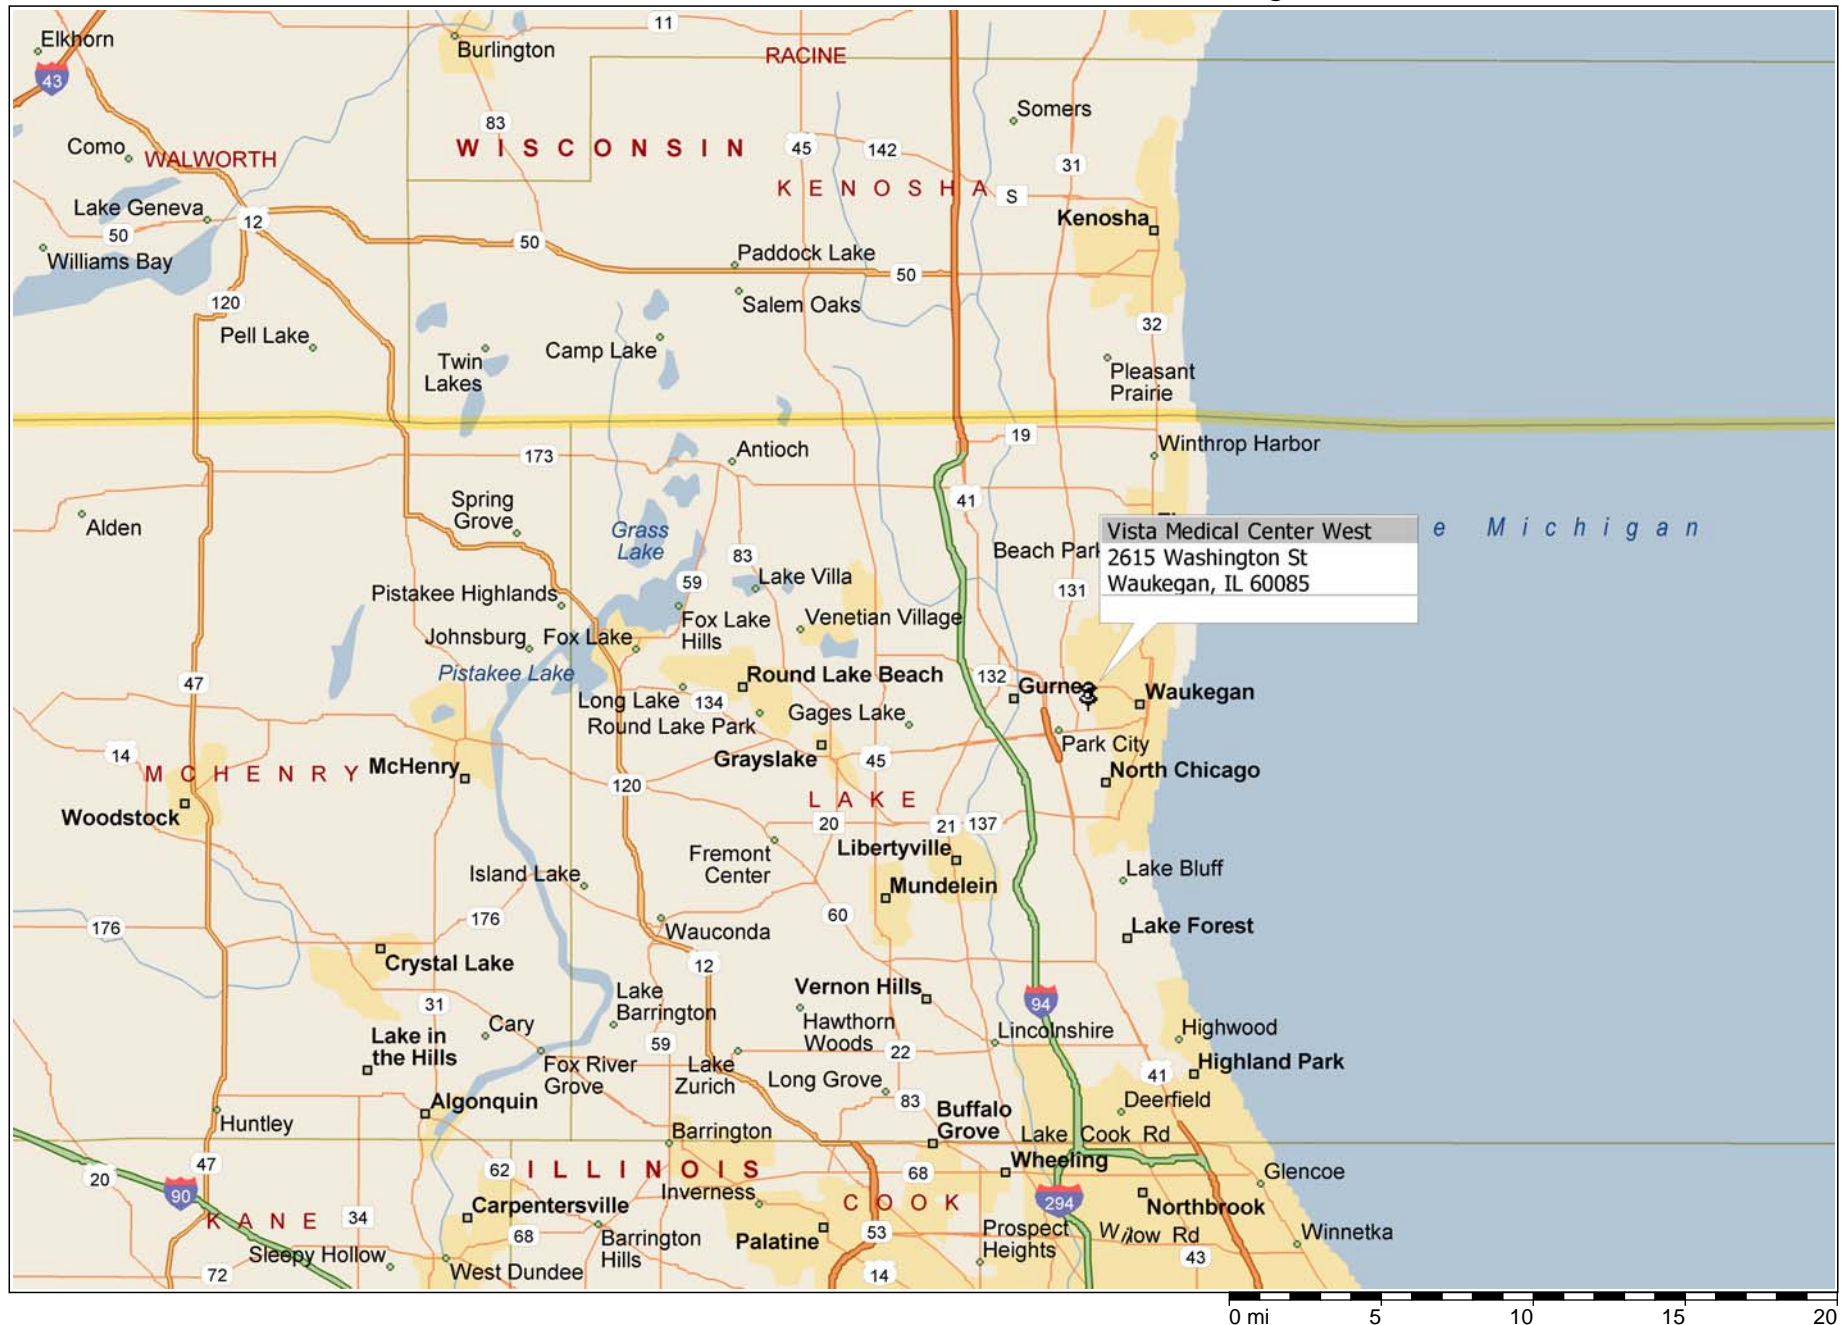 11
Elkhorn
Burlington
RACINE
43
Somers
83
Como
WALWORTH
WISCONSIN
45
142
31
KENOSHA
S
Lake Geneva
12
Kenosha
50
50
Williams Bay
Paddock Lake
50
120
Salem Oaks
32
Pell Lake
Twin
Lakes
Camp Lake
Pleasant
Prairie
19
Winthrop Harbor
173
Antioch
41
Spring
Grove
Alden
Grass
Lake
Vista Medical Center West
e Michigan
Beach Park
2615 Washington St
83
Waukegan, IL 60085
59
Lake Villa
131
Pistakee Highlands
Fox Lake
Hills
Venetian Village
Johnsburg
Fox Lake
Pistakee Lake
Round Lake Beach
132
47
Gurnee
Waukegan
Long Lake
134
Gages Lake
Round Lake Park
14
Park City
Grayslake
45
MCHENRY
McHenry
North Chicago
120
LAKE
Woodstock
20
21
137
Fremont
Center
Libertyville
Island Lake
Lake Bluff
Mundelein
176
176
60
Wauconda
Lake Forest
Crystal Lake
12
Lake
Barrington
Vernon Hills
31
94
Cary
Hawthorn
Woods
Lincolnshire
Highwood
Lake in
the Hills
59
22
Highland Park
Fox River
Grove
Lake
Zurich
Long Grove
41
Algonquin
83
Deerfield
Huntley
Buffalo
Grove
Barrington
Lake Cook Rd
47
62
ILLINOIS
Wheeling
20
68
Glencoe
90
Inverness
COOK
294
Carpentersville
Northbrook
KANE
34
Prospect
Heights
Willow Rd
Winnetka
68
Barrington
Hills
Palatine
53
Sleepy Hollow
43
72
West Dundee
14
0 mi
5
10
15
20